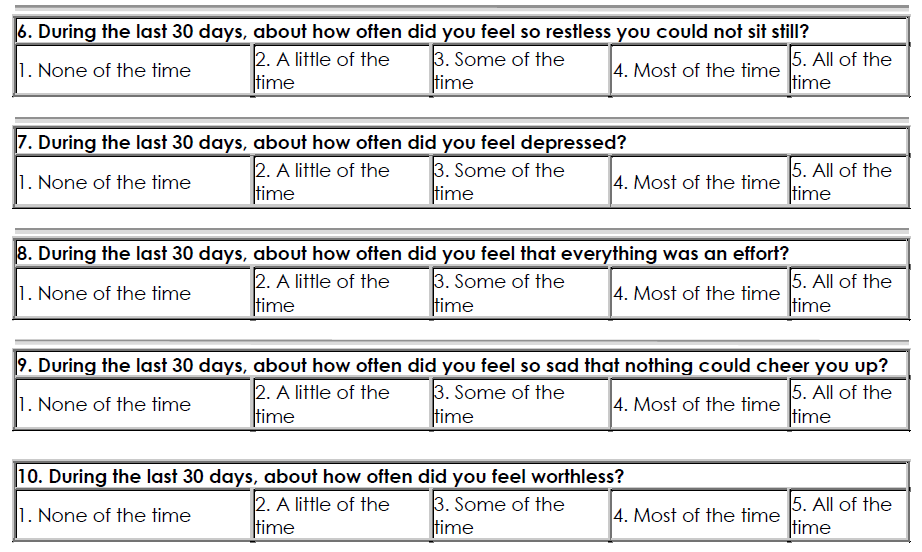 6. During the last 30 days, about how often did you feel so restless you could not sit still?
1. None of the time
2. A little of the
time
3. Some of the
time
4. Most of the time
5. All of the
time
7. During the last 30 days, about how often did you feel depressed?
1. None of the time
2. A little of the
time
3. Some of the
time
4. Most of the time
5. All of the
time
8. During the last 30 days, about how often did you feel that everything was an effort?
1. None of the time
2. A little of the
time
3. Some of the
time
4. Most of the time
5. All of the
time
9. During the last 30 days, about how often did you feel so sad that nothing could cheer you up?
1. None of the time
2. A little of the
time
3. Some of the
time
4. Most of the time
5. All of the
time
10. During the last 30 days, about how often did you feel worthless?
1. None of the time
2. A little of the
time
3. Some of the
time
4. Most of the time
5. All of the
time